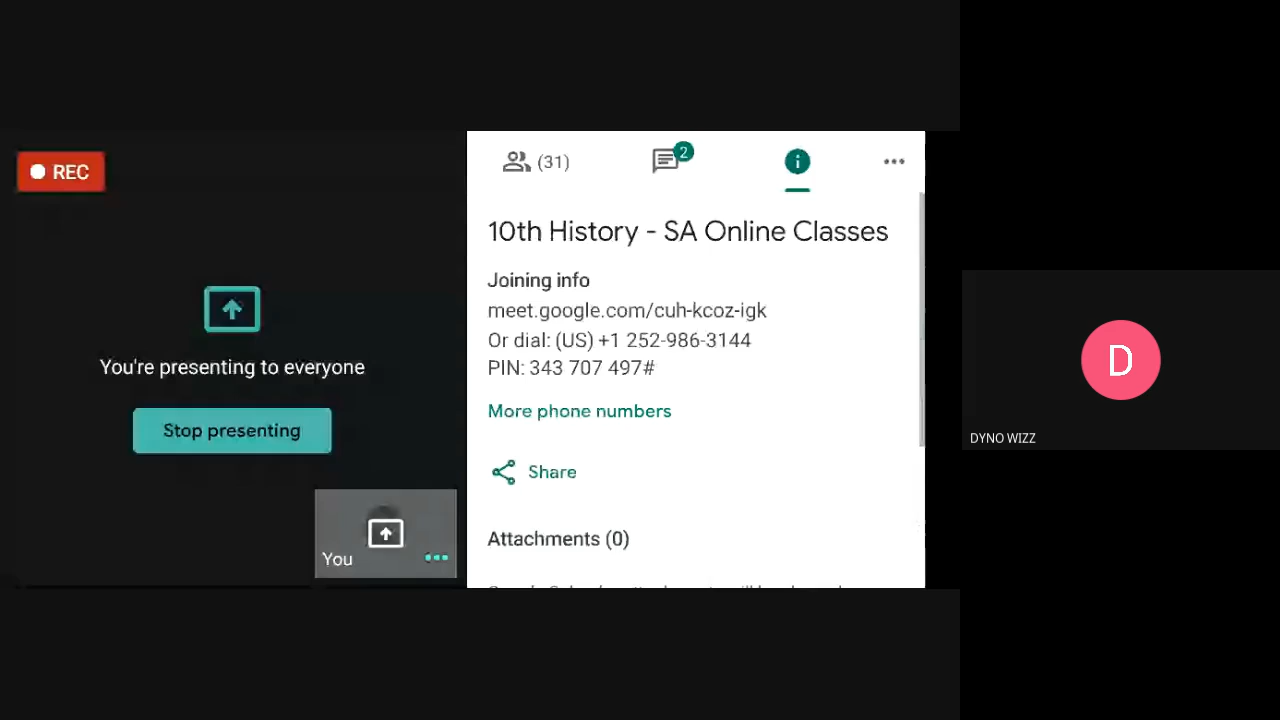 REC
You're presenting to everyone
Stop presenting
You
(31)
2
10th History - SA Online Classes
Joining info
meet.google.com/cuh-kcoz-igk
Or dial: (US) +1 252-986-3144
PIN: 343 707 497#
More phone numbers
Share
Attachments (0)
D
DYNO WIZZ